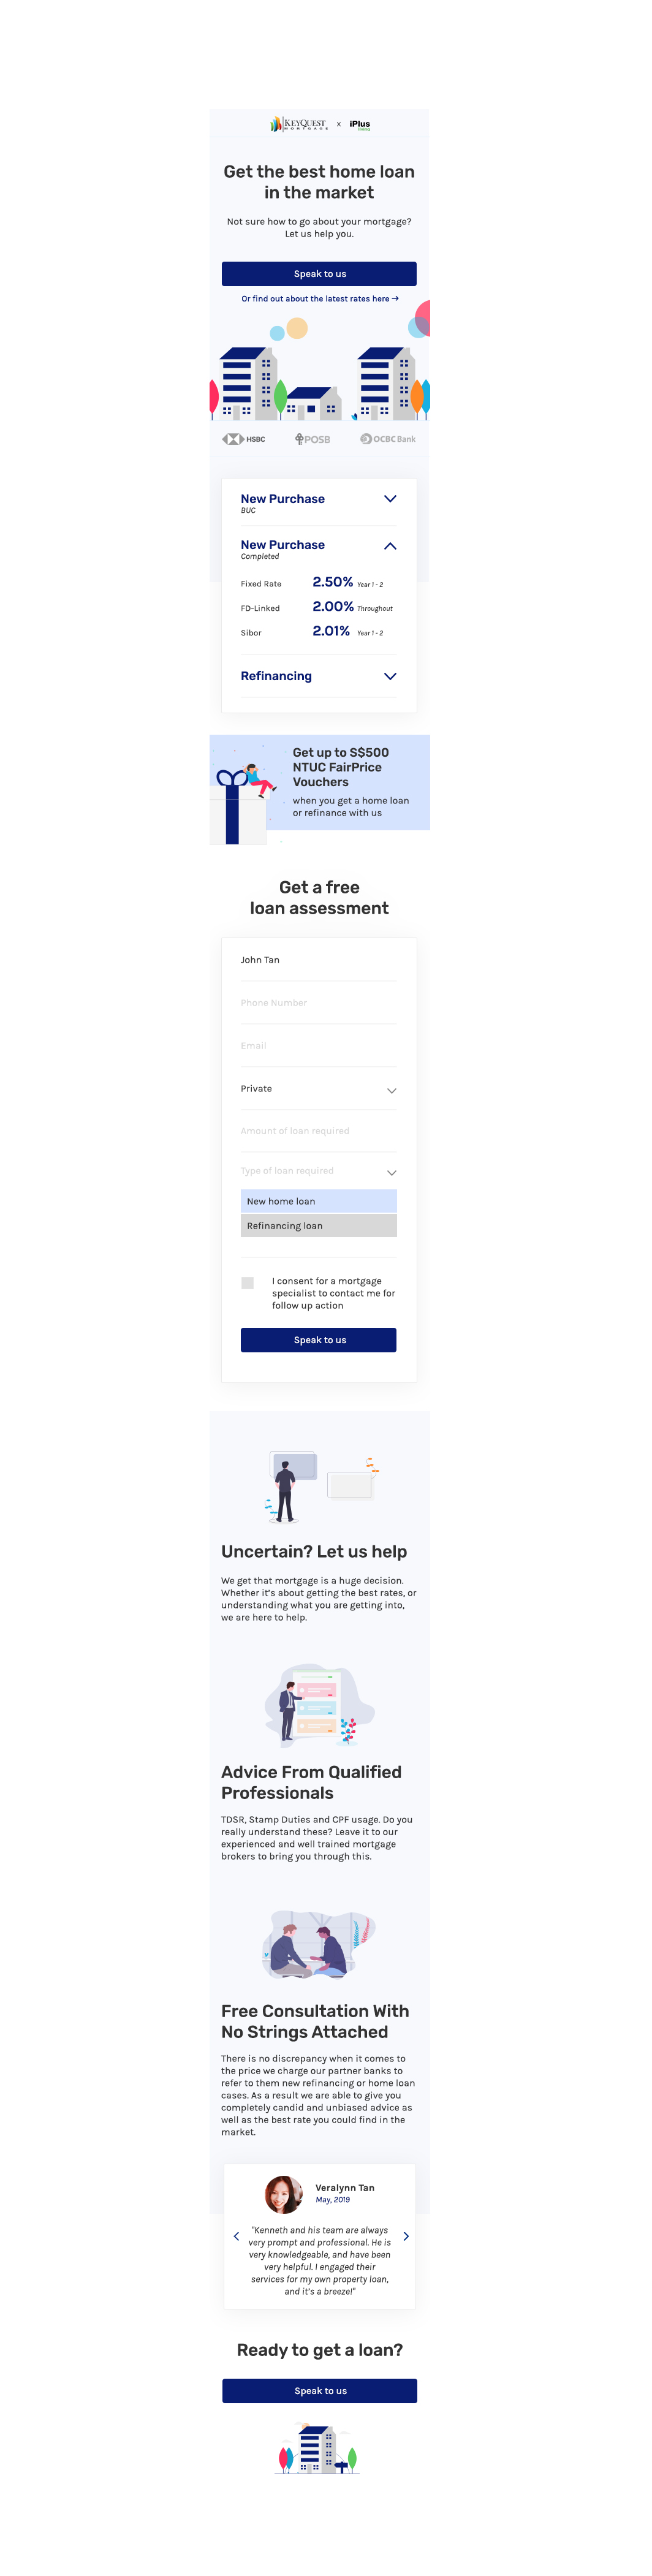 KEYQUEST
MORTGAGE
x
iPlus
living
Get the best home loan
in the market
Not sure how to go about your mortgage?
Let us help you.
Speak to us
Or find out about the latest rates here →
HSBC
POSB
OCBC Bank
New Purchase
BUC
New Purchase
Completed
Fixed Rate 2.50% Year 1 - 2
FD-Linked 2.00% Throughout
Sibor 2.01% Year 1 - 2
Refinancing
Get up to S$500
NTUC FairPrice
Vouchers
when you get a home loan
or refinance with us
Get a free
loan assessment
John Tan
Phone Number
Email
Private
Amount of loan required
Type of loan required
New home loan
Refinancing loan
I consent for a mortgage
specialist to contact me for
follow up action
Speak to us
Uncertain? Let us help
We get that mortgage is a huge decision.
Whether it's about getting the best rates, or
understanding what you are getting into,
we are here to help.
Advice From Qualified
Professionals
TDSR, Stamp Duties and CPF usage. Do you
really understand these? Leave it to our
experienced and well trained mortgage
brokers to bring you through this.
Free Consultation With
No Strings Attached
There is no discrepancy when it comes to
the price we charge our partner banks to
refer to them new refinancing or home loan
cases. As a result we are able to give you
completely candid and unbiased advice as
well as the best rate you could find in the
market.
Veralynn Tan
May, 2019
"Kenneth and his team are always
very prompt and professional. He is
very knowledgeable, and have been
very helpful. I engaged their
services for my own property loan,
and it's a breeze!"
Ready to get a loan?
Speak to us